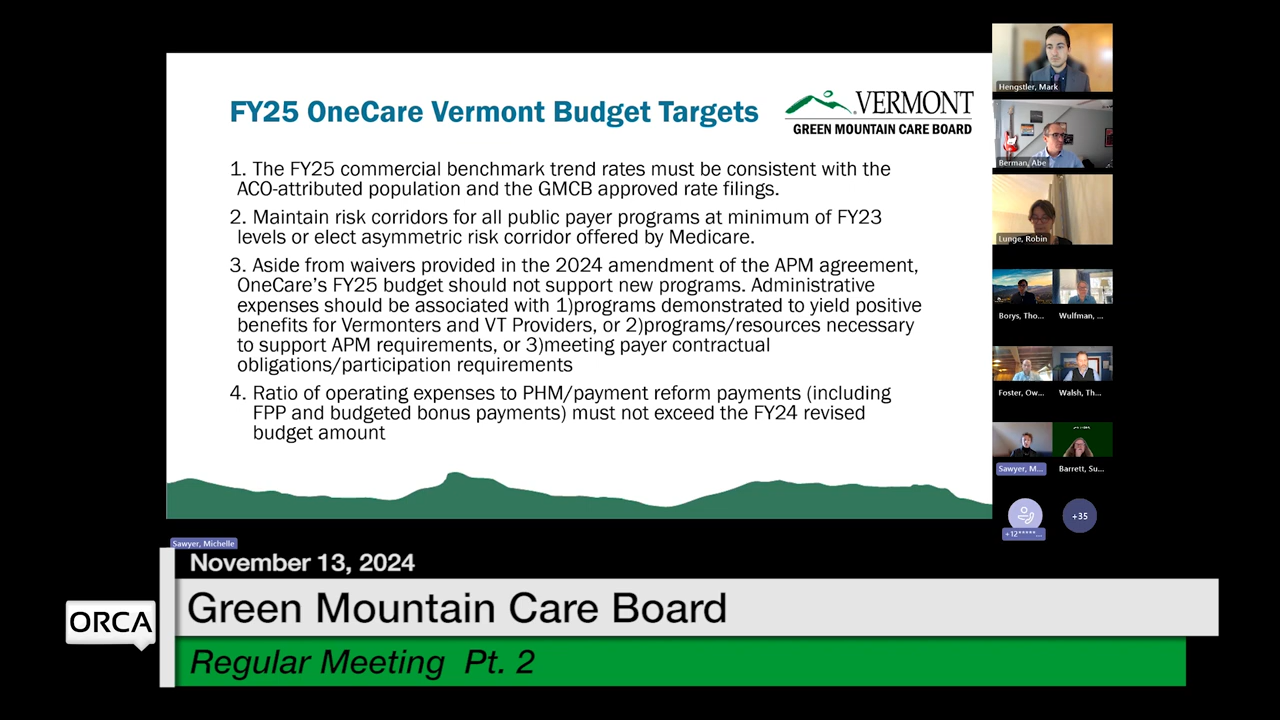 FY25 OneCare Vermont Budget Targets
VERMONT
GREEN MOUNTAIN CARE BOARD
1. The FY25 commercial benchmark trend rates must be consistent with the
ACO-attributed population and the GMCB approved rate filings.
2. Maintain risk corridors for all public payer programs at minimum of FY23
levels or elect asymmetric risk corridor offered by Medicare.
3. Aside from waivers provided in the 2024 amendment of the APM agreement,
OneCare's FY25 budget should not support new programs. Administrative
expenses should be associated with 1)programs demonstrated to yield positive
benefits for Vermonters and VT Providers, or 2)programs/resources necessary
to support APM requirements, or 3)meeting payer contractual
obligations/participation requirements
4. Ratio of operating expenses to PHM/payment reform payments (including
FPP and budgeted bonus payments) must not exceed the FY24 revised
budget amount
Hengstler, Mark
Berman, Abe
Lunge, Robin
Borys, Tho... Wulfman, ...
Foster, Ow... Walsh, Th...
Sawyer, M... Barrett, Su...
+35
+12*****...
Sawyer, Michelle
November 13, 2024
ORCA
Green Mountain Care Board
Regular Meeting Pt. 2